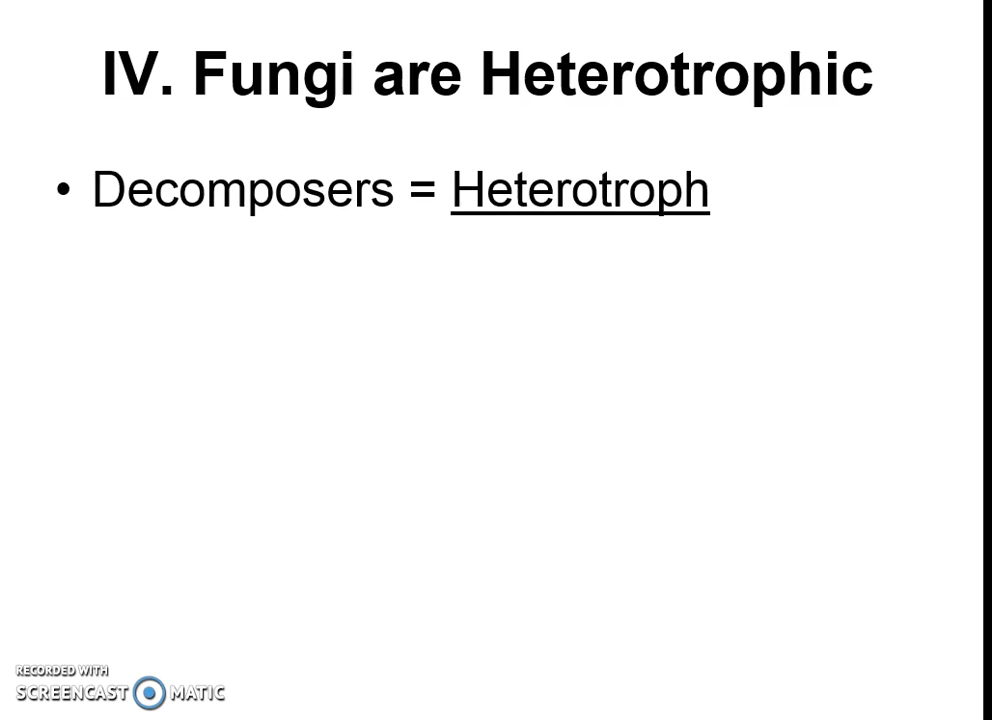 IV. Fungi are Heterotrophic
• Decomposers = Heterotroph
RECORDED WITH
SCREENCAST MATIC